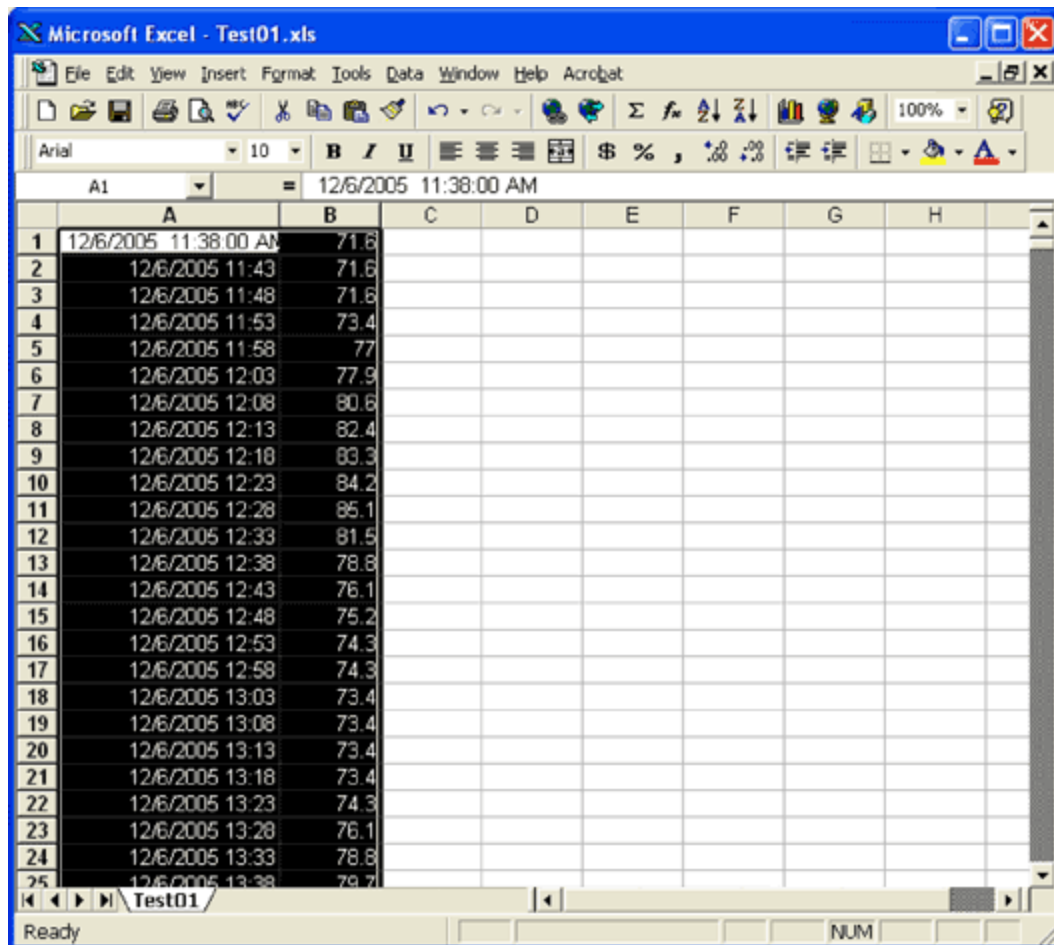 Microsoft Excel - Test01.xls
File Edit View Insert Format Tools Data Window Help Acrobat
100%
Arial 10 B I U $ % ,
A1 = 12/6/2005 11:38:00 AM
A B C D E F G H
1 12/6/2005 11:38:00 AM 71.6
2 12/6/2005 11:43 71.6
3 12/6/2005 11:48 71.6
4 12/6/2005 11:53 73.4
5 12/6/2005 11:58 77
6 12/6/2005 12:03 77.9
7 12/6/2005 12:08 80.6
8 12/6/2005 12:13 82.4
9 12/6/2005 12:18 83.3
10 12/6/2005 12:23 84.2
11 12/6/2005 12:28 85.1
12 12/6/2005 12:33 81.5
13 12/6/2005 12:38 78.8
14 12/6/2005 12:43 76.1
15 12/6/2005 12:48 75.2
16 12/6/2005 12:53 74.3
17 12/6/2005 12:58 74.3
18 12/6/2005 13:03 73.4
19 12/6/2005 13:08 73.4
20 12/6/2005 13:13 73.4
21 12/6/2005 13:18 73.4
22 12/6/2005 13:23 74.3
23 12/6/2005 13:28 76.1
24 12/6/2005 13:33 78.8
25 12/6/2005 13:38 79.7
Test01
Ready NUM